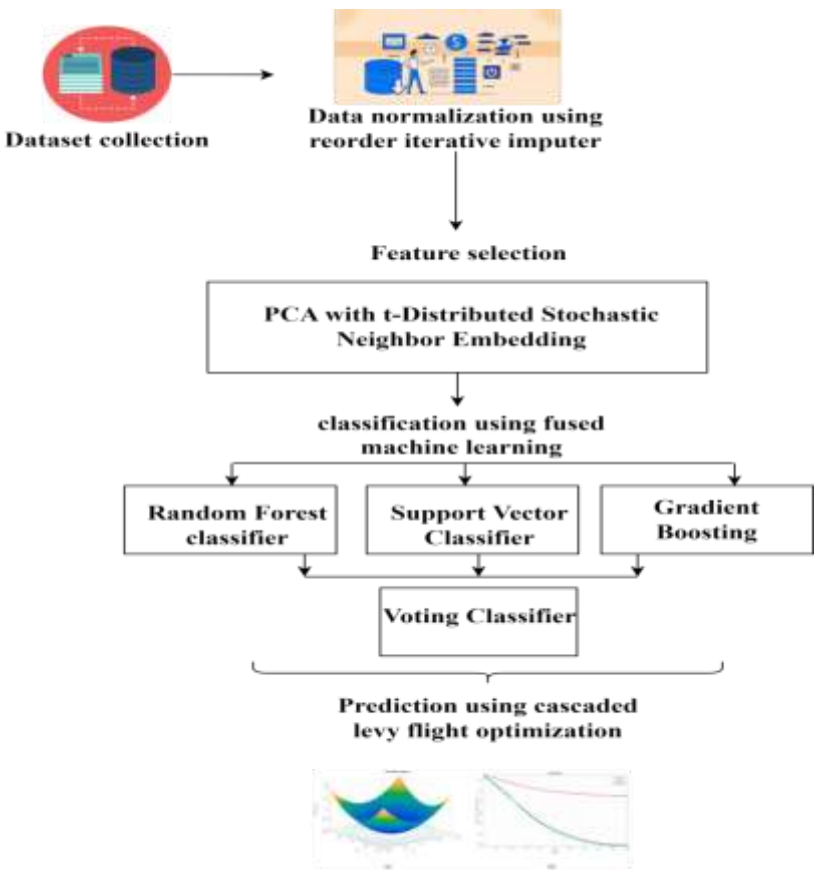 Dataset collection
Data normalization using
reorder iterative imputer
Feature selection
PCA with t-Distributed Stochastic
Neighbor Embedding
classification using fused
machine learning
Random Forest
classifier
Support Vector
Classifier
Gradient
Boosting
Voting Classifier
Prediction using cascaded
levy flight optimization